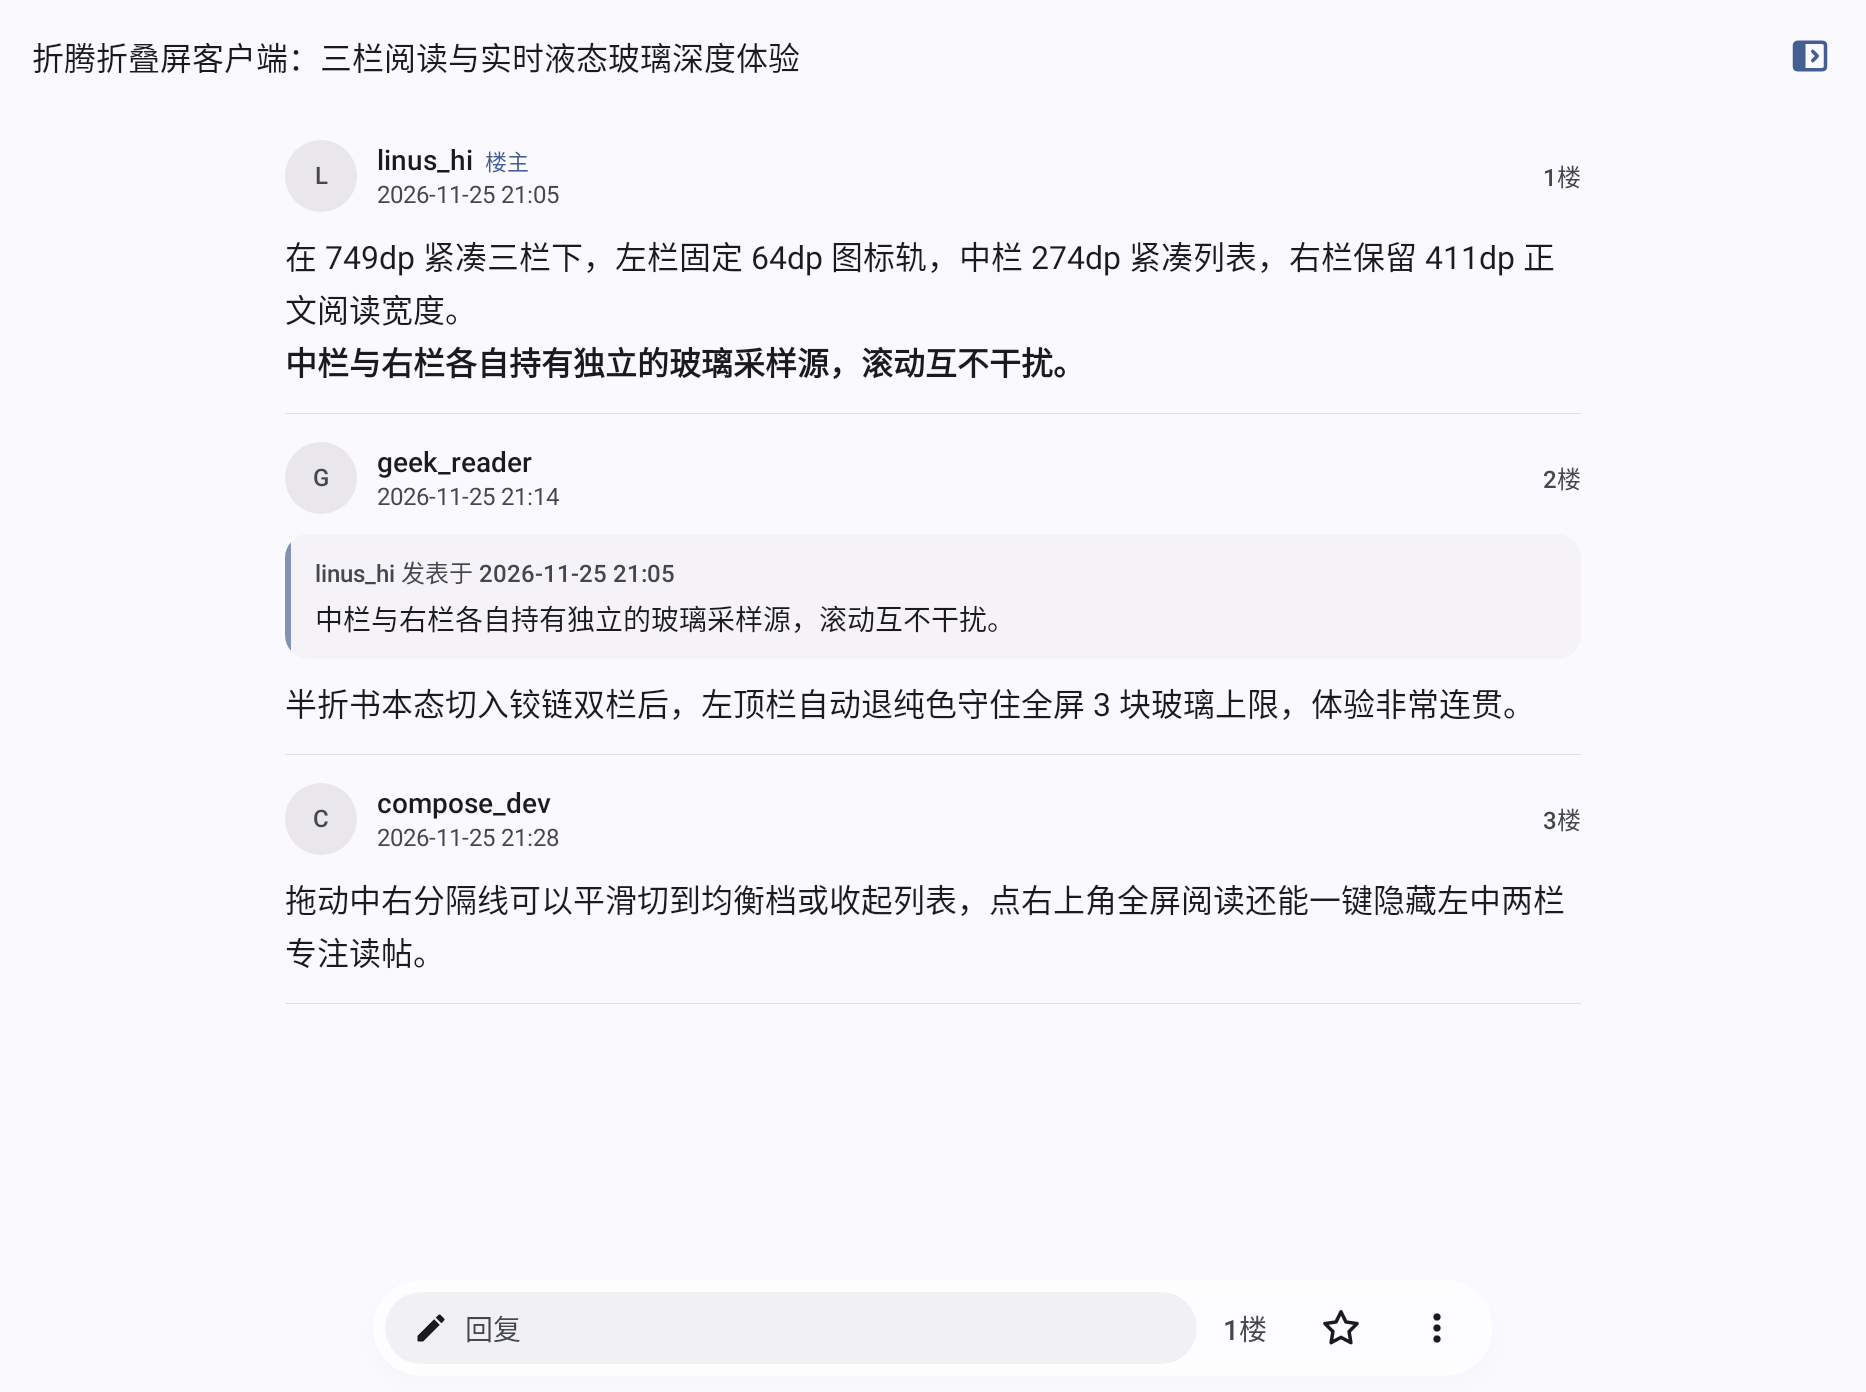 折腾折叠屏客户端：三栏阅读与实时液态玻璃深度体验
L
linus_hi 楼主
2026-11-25 21:05
1楼
在 749dp 紧凑三栏下，左栏固定 64dp 图标轨，中栏 274dp 紧凑列表，右栏保留 411dp 正
文阅读宽度。
中栏与右栏各自持有独立的玻璃采样源，滚动互不干扰。
G
geek_reader
2026-11-25 21:14
2楼
linus_hi 发表于 2026-11-25 21:05
中栏与右栏各自持有独立的玻璃采样源，滚动互不干扰。
半折书本态切入铰链双栏后，左顶栏自动退纯色守住全屏 3 块玻璃上限，体验非常连贯。
C
compose_dev
2026-11-25 21:28
3楼
拖动中右分隔线可以平滑切到均衡档或收起列表，点右上角全屏阅读还能一键隐藏左中两栏
专注读帖。
回复
1楼